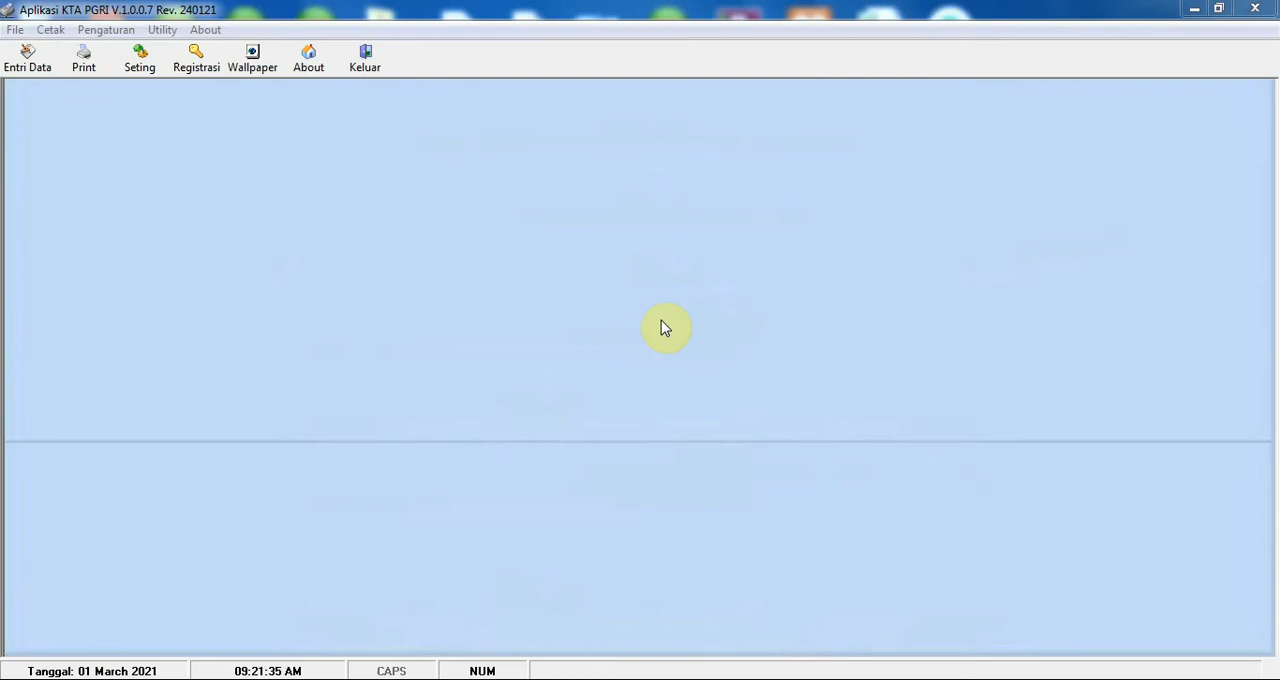 Aplikasi KTA PGRI V.1.0.0.7 Rev. 240121
File Cetak Pengaturan Utility About
Entri Data Print Seting Registrasi Wallpaper About Keluar
Tanggal: 01 March 2021 09:21:35 AM CAPS NUM